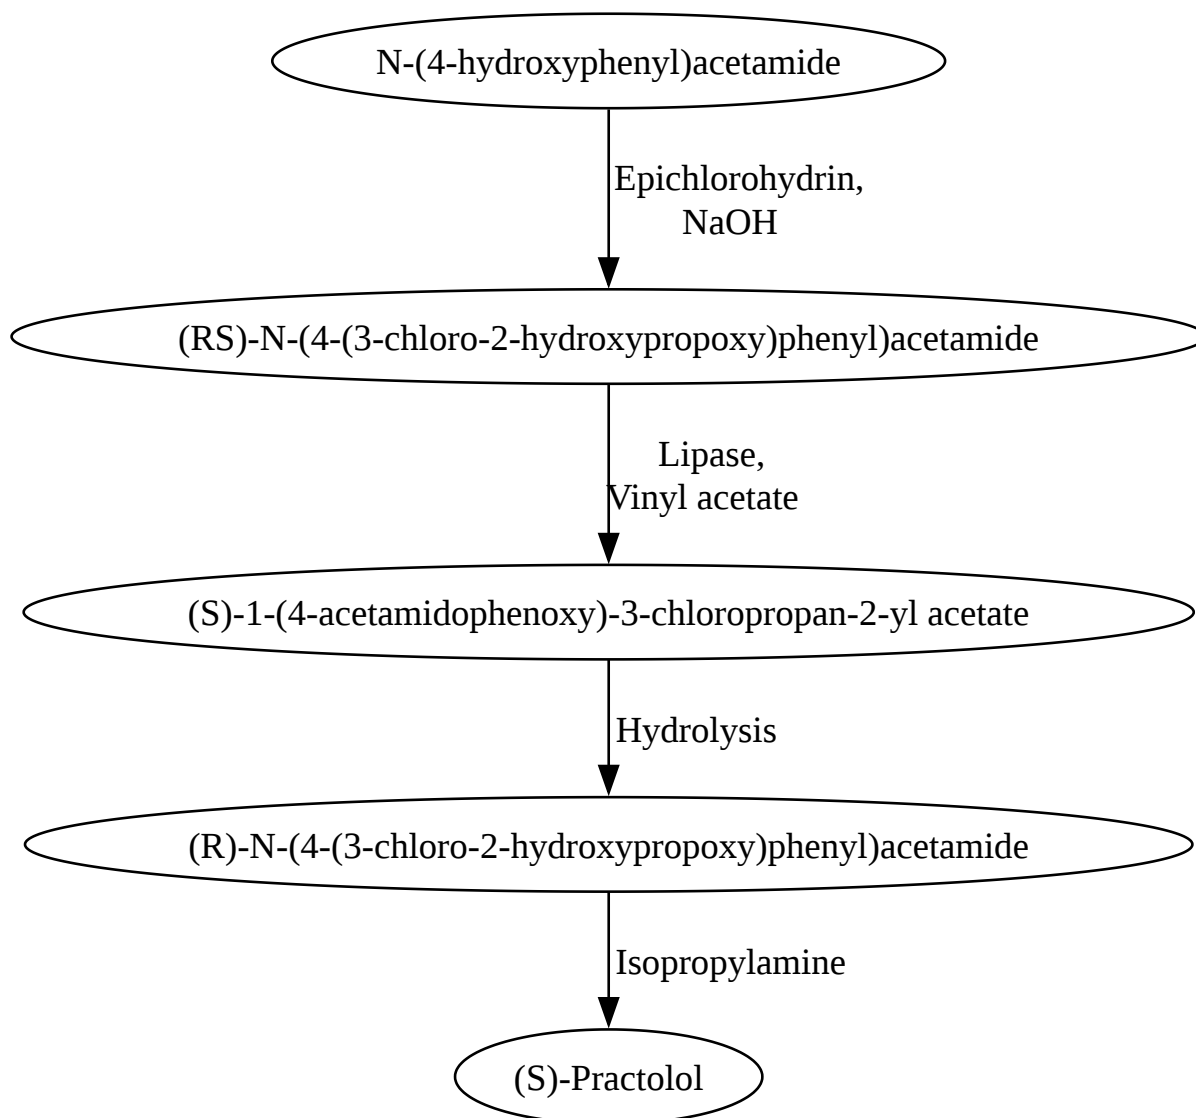 N-(4-hydroxyphenyl)acetamide
Epichlorohydrin,
NaOH
(RS)-N-(4-(3-chloro-2-hydroxypropoxy)phenyl)acetamide
Lipase,
Vinyl acetate
(S)-1-(4-acetamidophenoxy)-3-chloropropan-2-yl acetate
Hydrolysis
(R)-N-(4-(3-chloro-2-hydroxypropoxy)phenyl)acetamide
Isopropylamine
(S)-Practolol